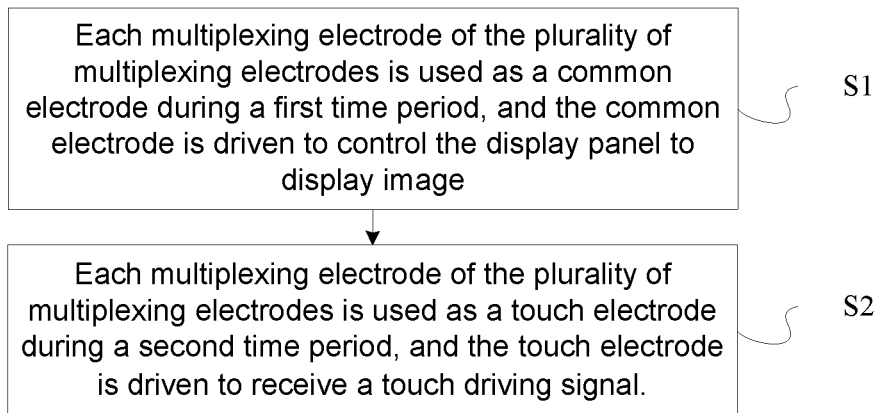 Each multiplexing electrode of the plurality of
multiplexing electrodes is used as a common
electrode during a first time period, and the common
electrode is driven to control the display panel to
display image
S1
Each multiplexing electrode of the plurality of
multiplexing electrodes is used as a touch electrode
during a second time period, and the touch electrode
is driven to receive a touch driving signal.
S2